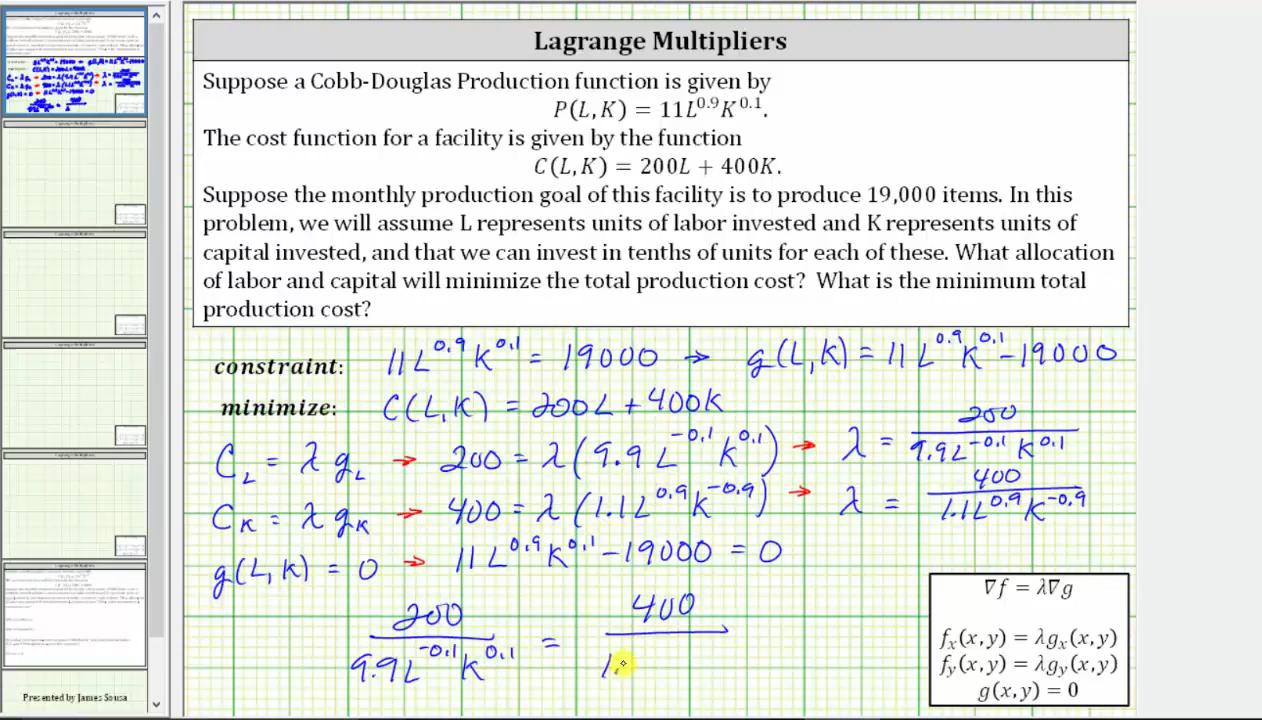 Lagrange Multipliers
Suppose a Cobb-Douglas Production function is given by
P(L, K) = 11L^0.9 K^0.1.
The cost function for a facility is given by the function
C(L, K) = 200L + 400K.
Suppose the monthly production goal of this facility is to produce 19,000 items. In this
problem, we will assume L represents units of labor invested and K represents units of
capital invested, and that we can invest in tenths of units for each of these. What allocation
of labor and capital will minimize the total production cost? What is the minimum total
production cost?
constraint: 11L^0.9 K^0.1 = 19000 → g(L,K) = 11L^0.9 K^0.1 - 19000
minimize: C(L,K) = 200L + 400K
C_L = λ g_L → 200 = λ(9.9L^-0.1 K^0.1) → λ = 200 / 9.9L^-0.1 K^0.1
C_K = λ g_K → 400 = λ(1.1L^0.9 K^-0.9) → λ = 400 / 1.1L^0.9 K^-0.9
g(L,K) = 0 → 11L^0.9 K^0.1 - 19000 = 0
200 / 9.9L^-0.1 K^0.1 = 400 / 1.
∇f = λ∇g
f_x(x,y) = λg_x(x,y)
f_y(x,y) = λg_y(x,y)
g(x,y) = 0
Presented by James Sousa